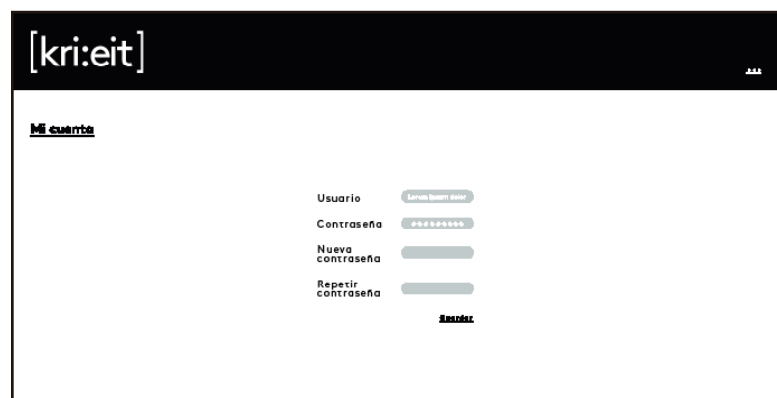 [kri:eit]
...
Mi cuenta
Usuario
Lorem ipsum dolor
Contraseña
*********
Nueva
contraseña
Repetir
contraseña
Guardar